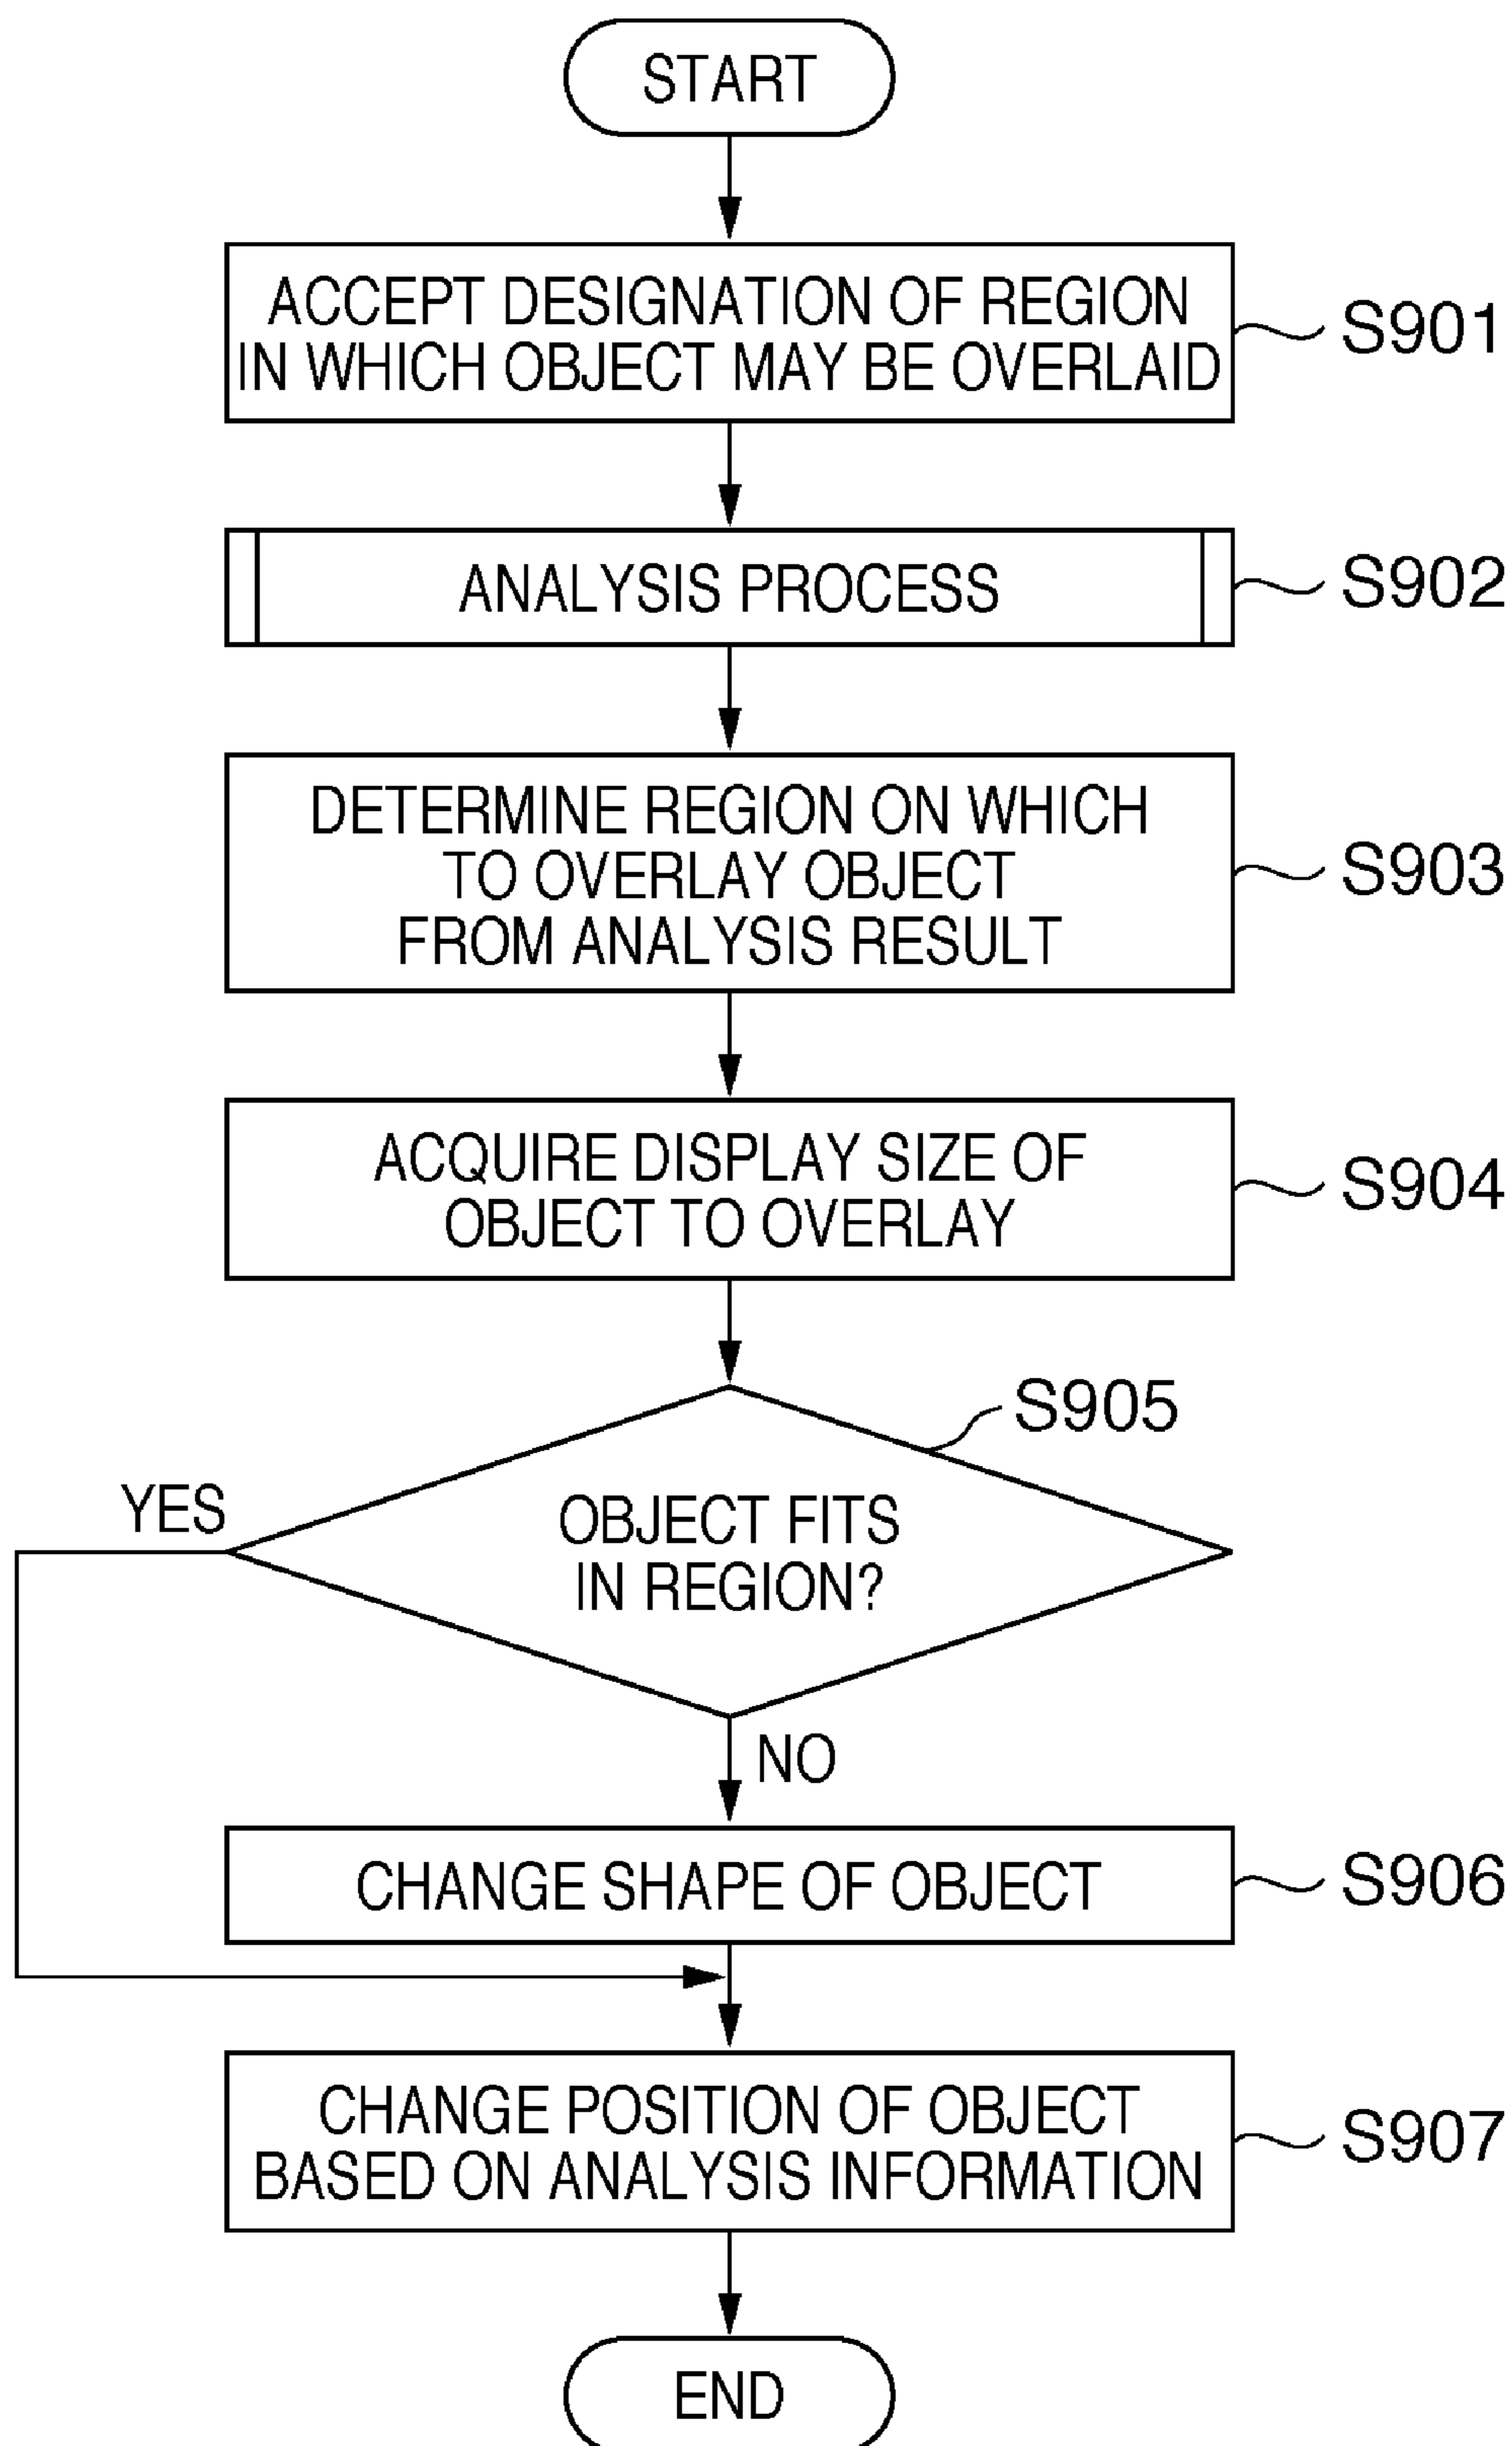 START
ACCEPT DESIGNATION OF REGION
IN WHICH OBJECT MAY BE OVERLAID
S901
ANALYSIS PROCESS
S902
DETERMINE REGION ON WHICH
TO OVERLAY OBJECT
FROM ANALYSIS RESULT
S903
ACQUIRE DISPLAY SIZE OF
OBJECT TO OVERLAY
S904
S905
YES
OBJECT FITS
IN REGION?
NO
CHANGE SHAPE OF OBJECT
S906
CHANGE POSITION OF OBJECT
BASED ON ANALYSIS INFORMATION
S907
END